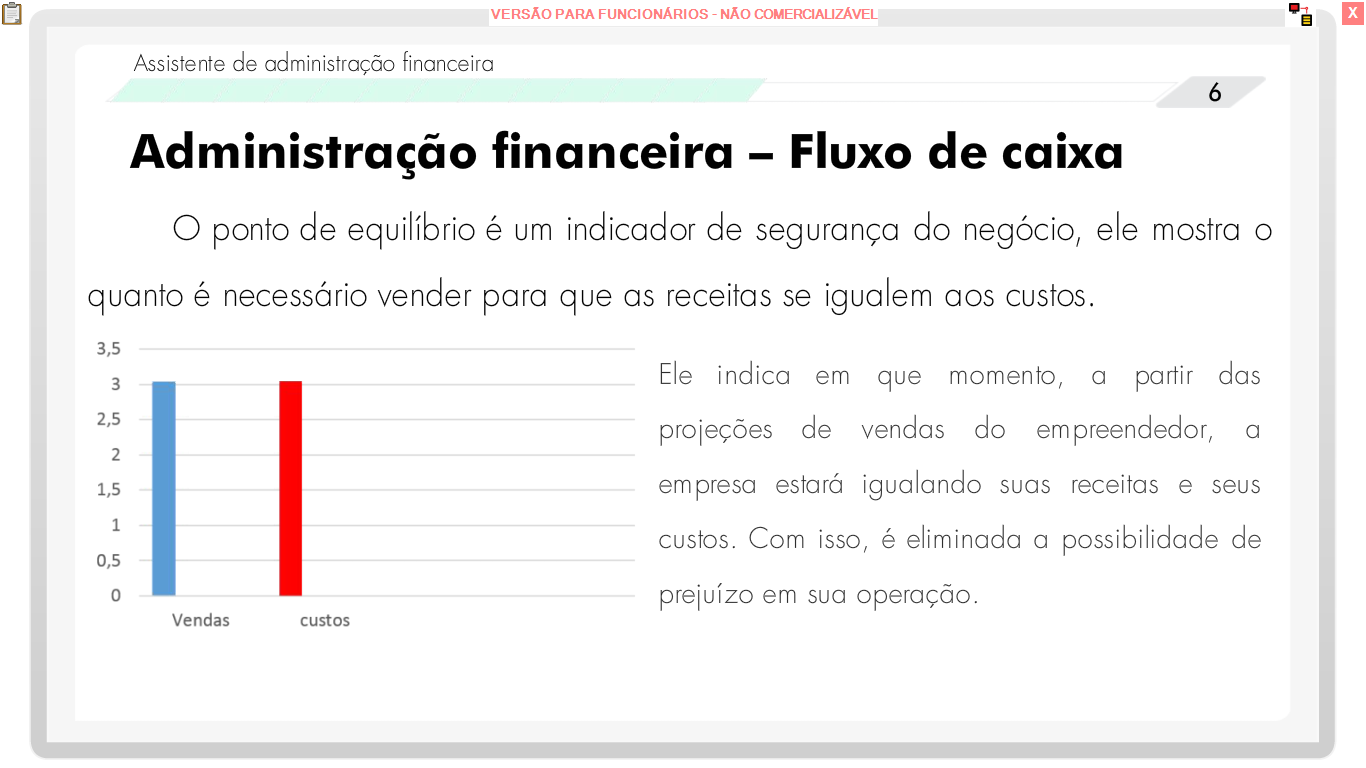 VERSÃO PARA FUNCIONÁRIOS - NÃO COMERCIALIZÁVEL
X
Assistente de administração financeira
6
Administração financeira – Fluxo de caixa
O ponto de equilíbrio é um indicador de segurança do negócio, ele mostra o
quanto é necessário vender para que as receitas se igualem aos custos.
3,5
3
2,5
2
1,5
1
0,5
0
Vendas custos
Ele indica em que momento, a partir das
projeções de vendas do empreendedor, a
empresa estará igualando suas receitas e seus
custos. Com isso, é eliminada a possibilidade de
prejuízo em sua operação.